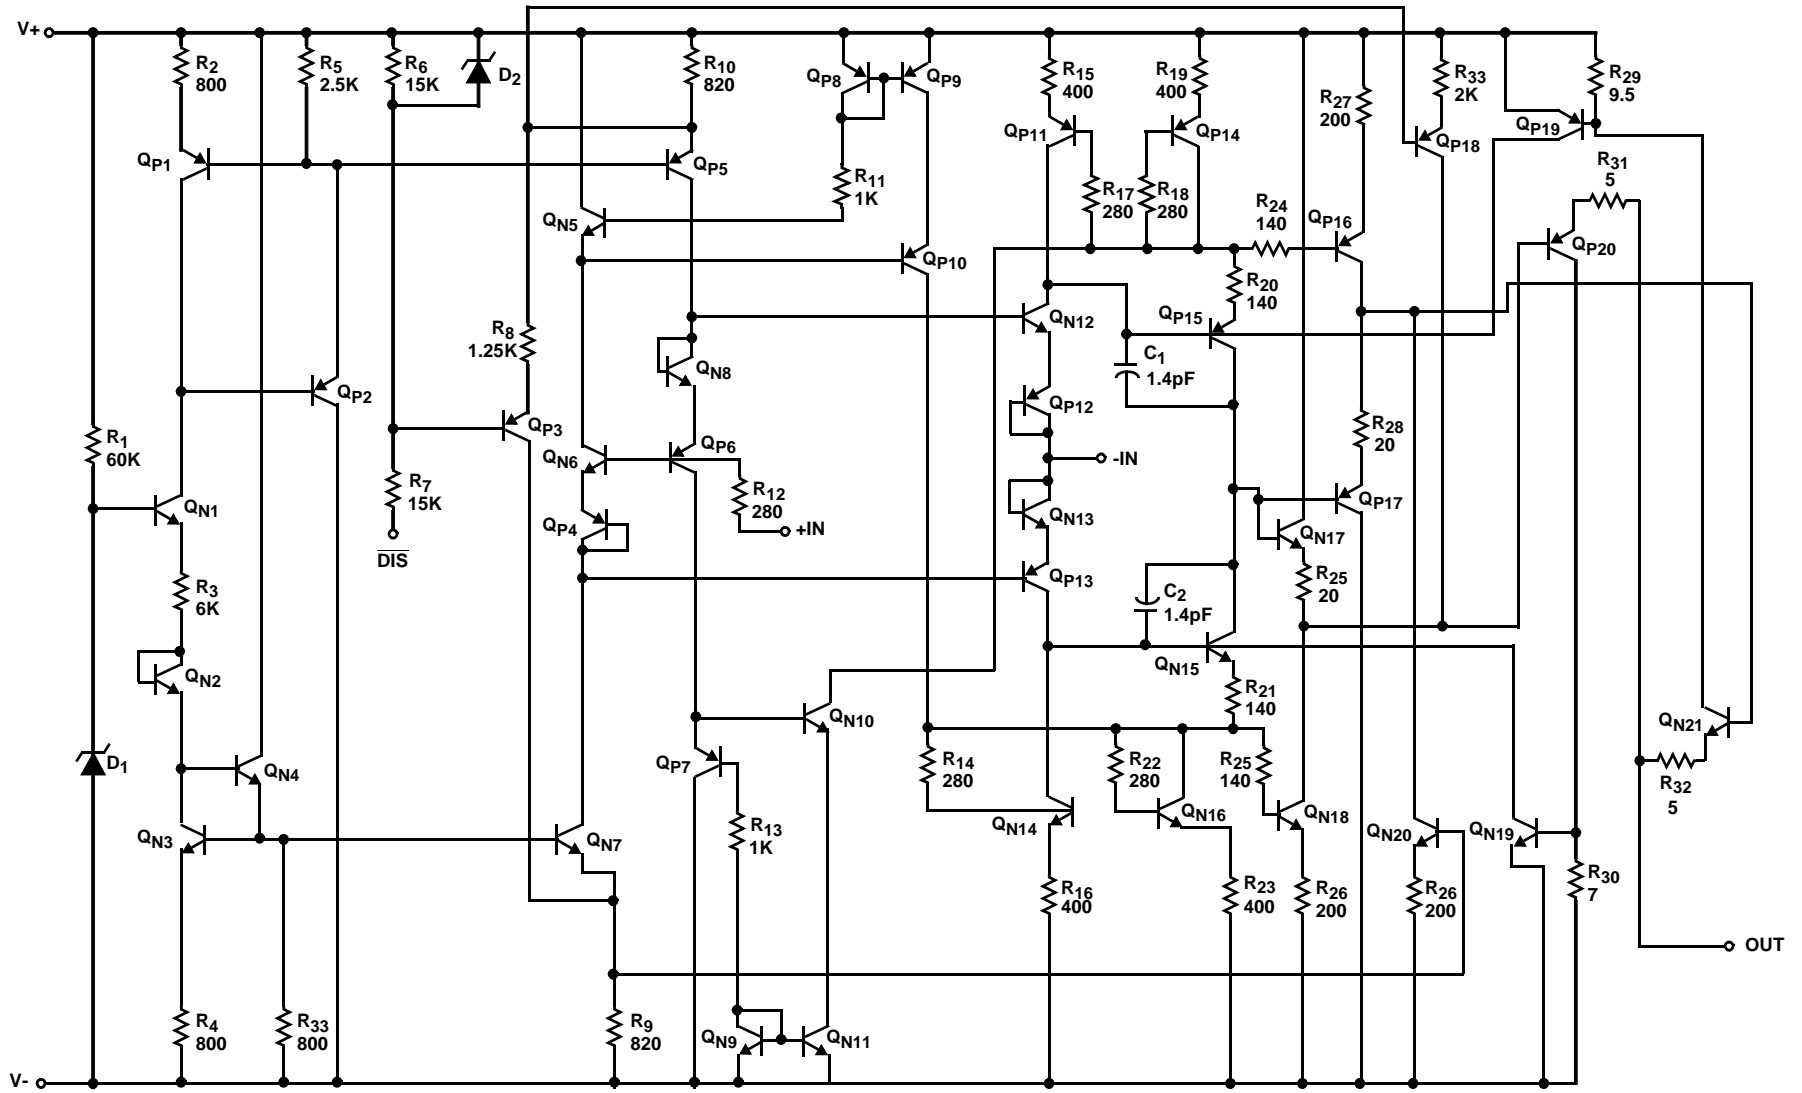 V+
R2
800
R5
2.5K
R6
15K
D2
R10
820
QP8
QP9
R15
400
R19
400
R27
200
R33
2K
R29
9.5
QP1
QP5
QP11
QP14
QP18
QP19
R11
1K
R17
280
R18
280
R31
5
QN5
R24
140
QP16
QP20
QP10
R20
140
R8
1.25K
QN12
QP15
QN8
C1
1.4pF
QP2
QP12
QP3
R28
20
R1
60K
QN6
QP6
-IN
R7
15K
R12
280
QP17
QN1
QP4
+IN
QN13
QN17
DIS
R3
6K
QP13
R25
20
C2
1.4pF
QN2
QN15
R21
140
QN10
QN21
D1
QN4
QP7
R14
280
R22
280
R25
140
R32
5
QN3
QN7
R13
1K
QN14
QN16
QN18
QN20
QN19
R16
400
R23
400
R26
200
R26
200
R30
7
OUT
R4
800
R33
800
R9
820
QN9
QN11
V-